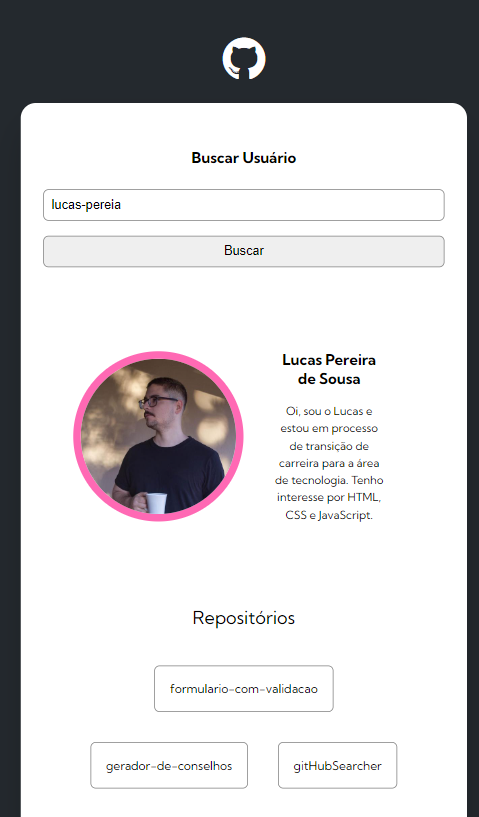 Buscar Usuário
lucas-pereia
Buscar
Lucas Pereira
de Sousa
Oi, sou o Lucas e
estou em processo
de transição de
carreira para a área
de tecnologia. Tenho
interesse por HTML,
CSS e JavaScript.
Repositórios
formulario-com-validacao
gerador-de-conselhos
gitHubSearcher